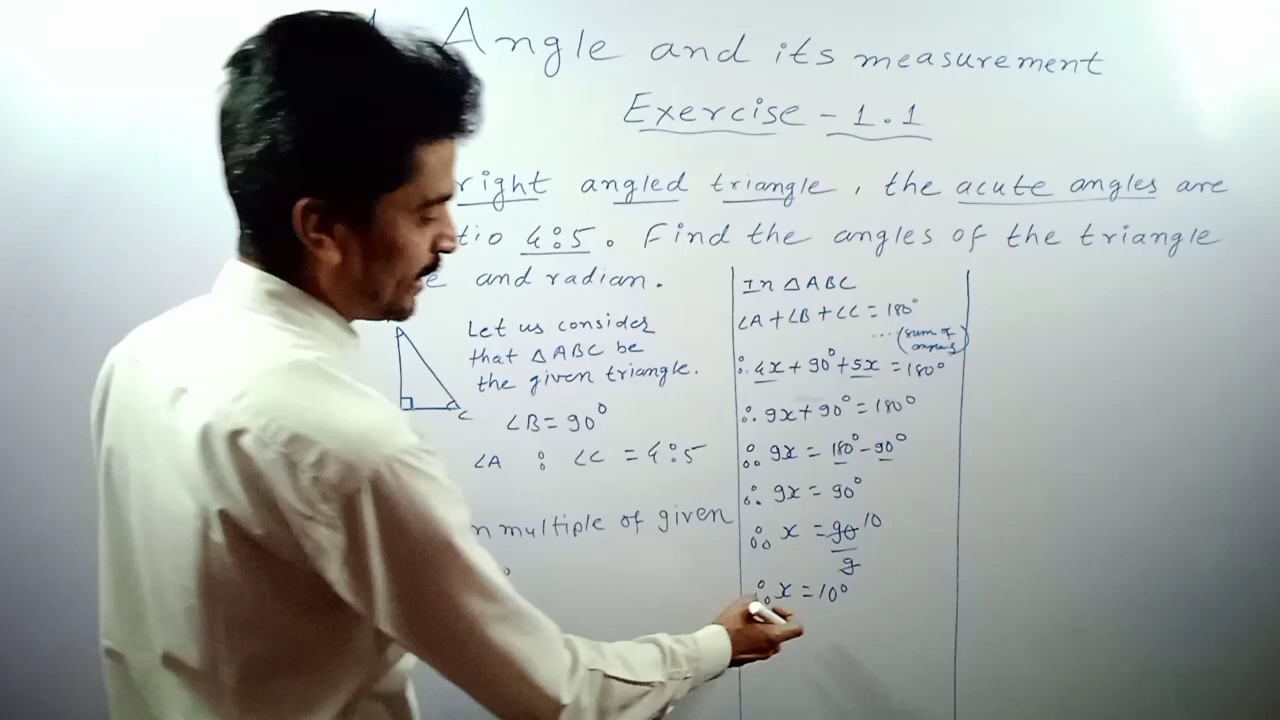 Angle and its measurement
Exercise - 1.1
right angled triangle, the acute angles are
tio 4:5. Find the angles of the triangle
e and radian.
Let us consider
that △ABC be
the given triangle.
C
∠B = 90°
∠A : ∠C = 4:5
n multiple of given
In △ABC
∠A + ∠B + ∠C = 180°
... (sum of
angles)
∴ 4x + 90° + 5x = 180°
∴ 9x + 90° = 180°
∴ 9x = 180° - 90°
∴ 9x = 90°
∴ x = 90 10
9
∴ x = 10°